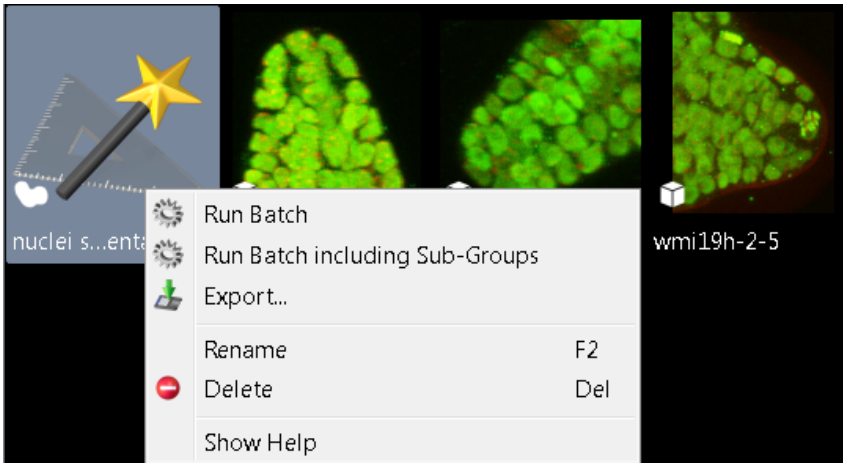 nuclei s...enta
wmi19h-2-5
Run Batch
Run Batch including Sub-Groups
Export...
Rename F2
Delete Del
Show Help